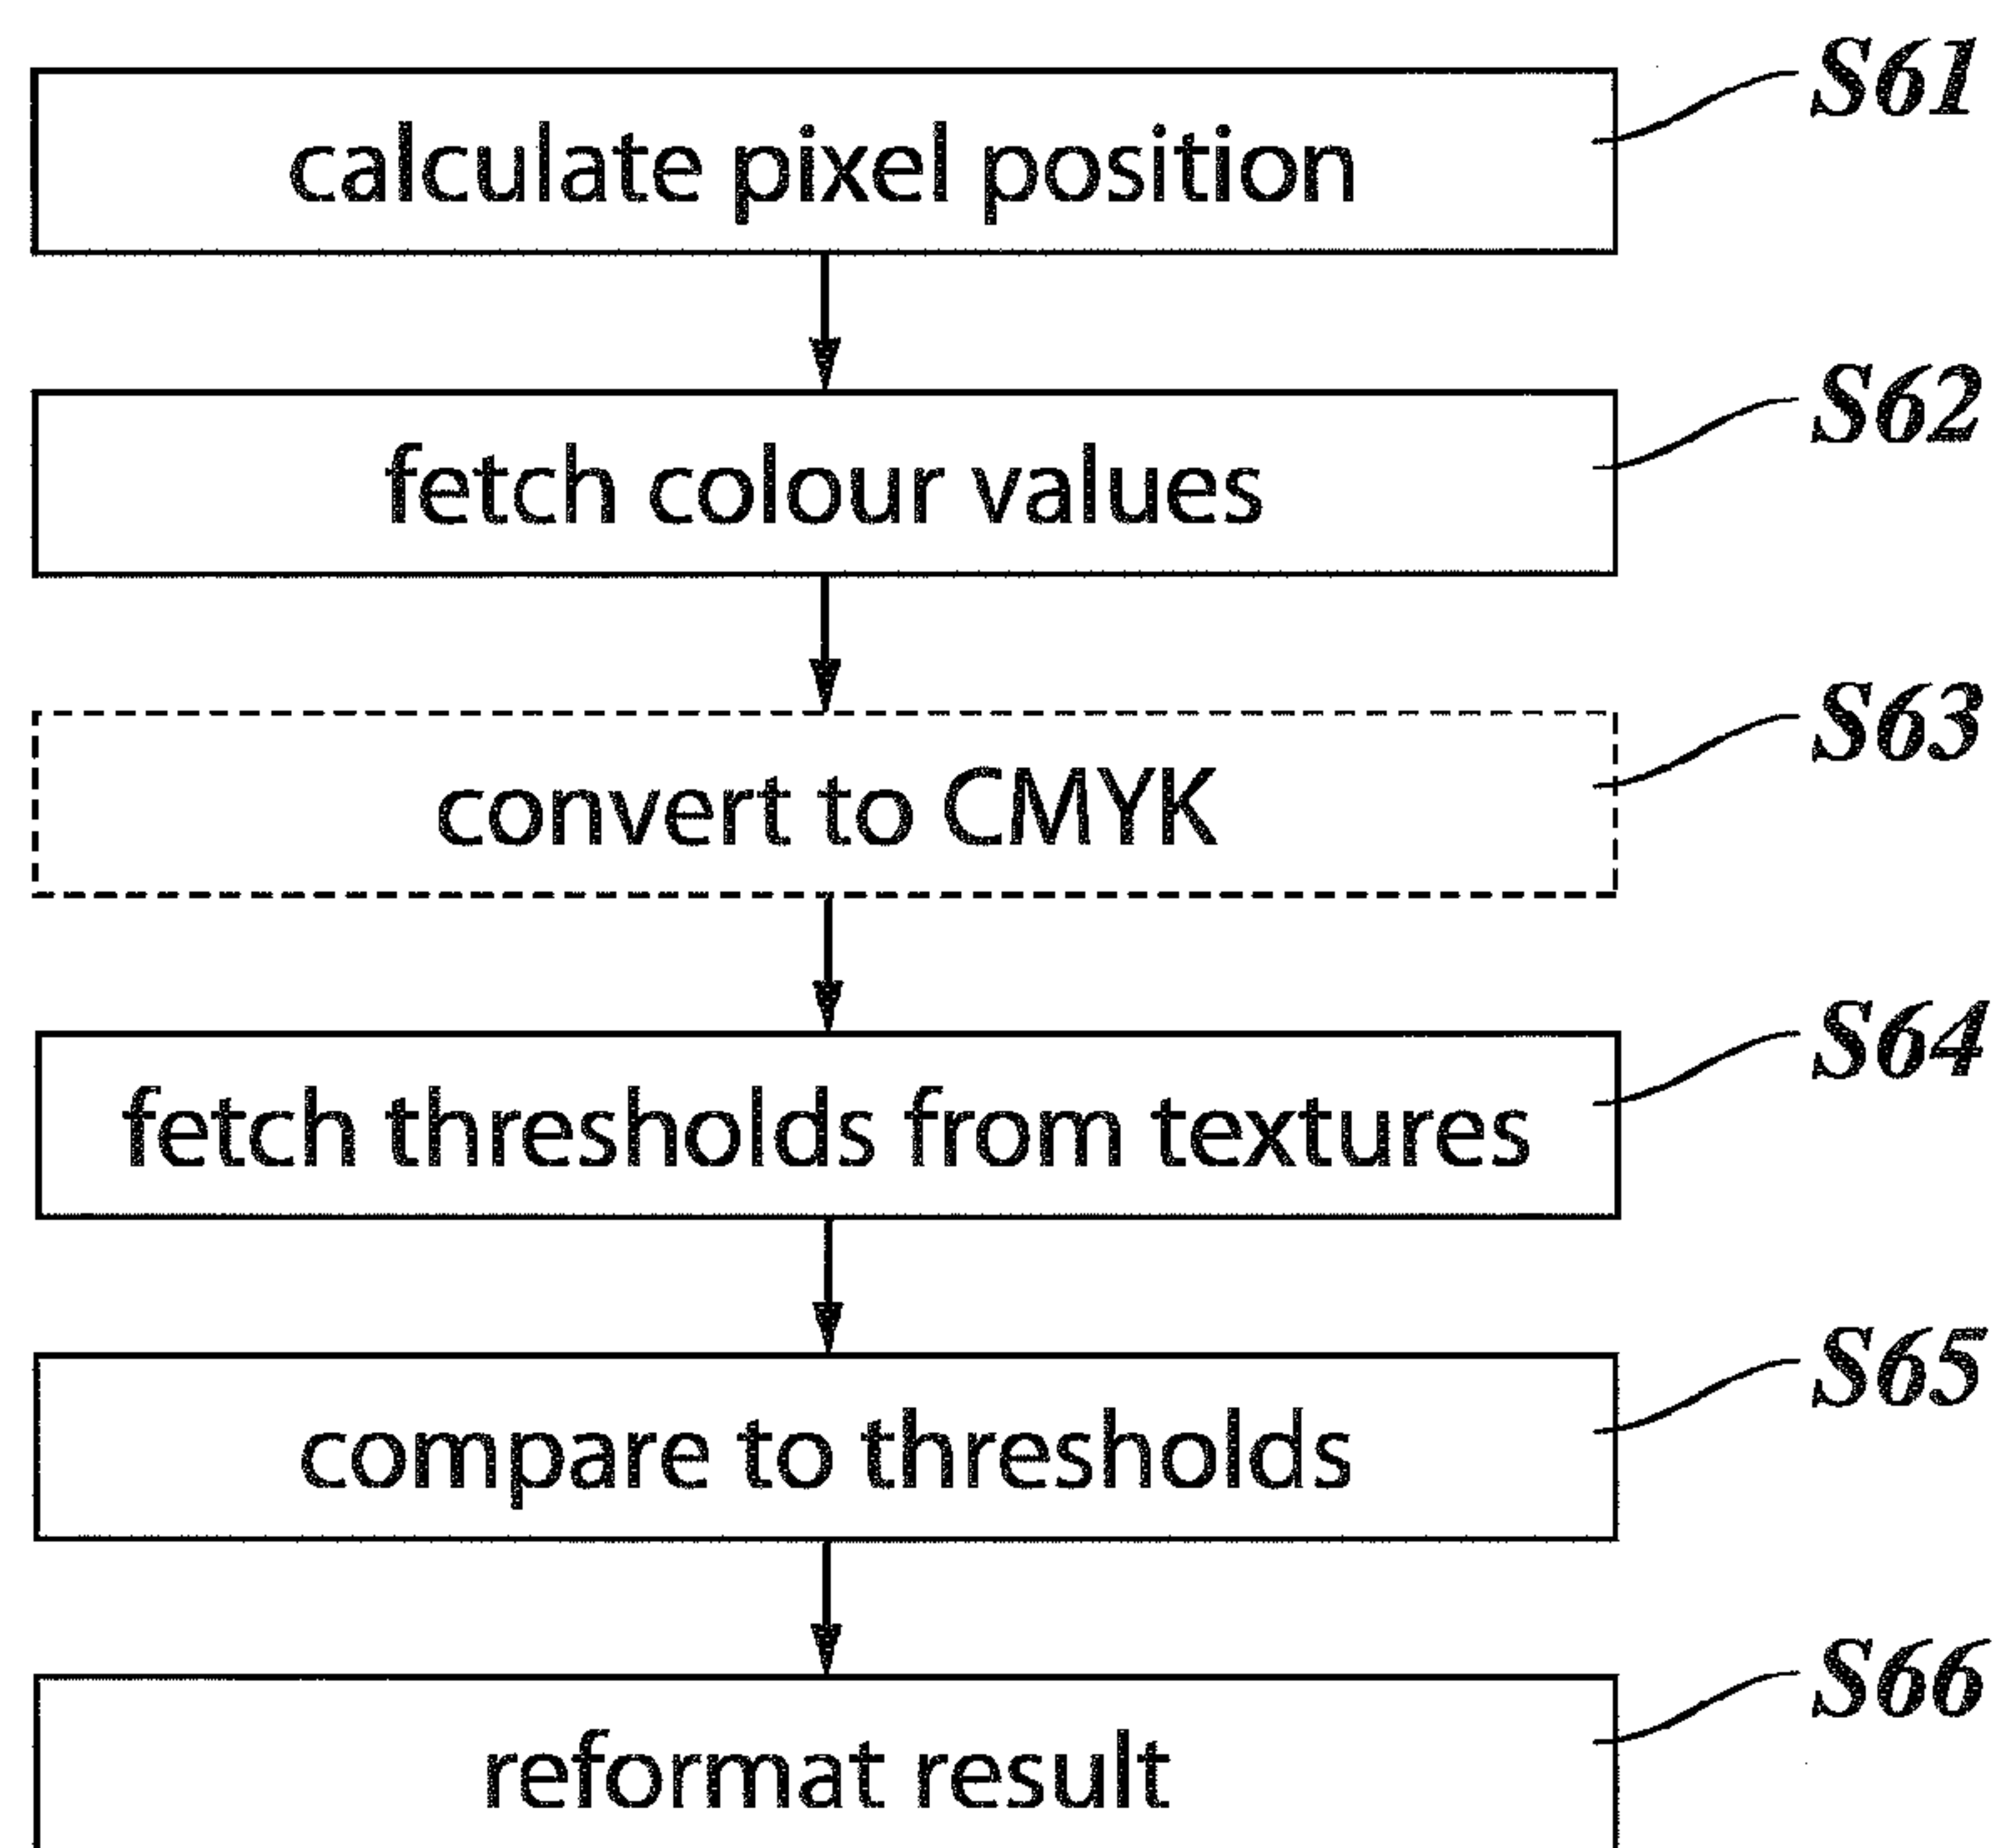 calculate pixel position
S61
fetch colour values
S62
convert to CMYK
S63
fetch thresholds from textures
S64
compare to thresholds
S65
reformat result
S66